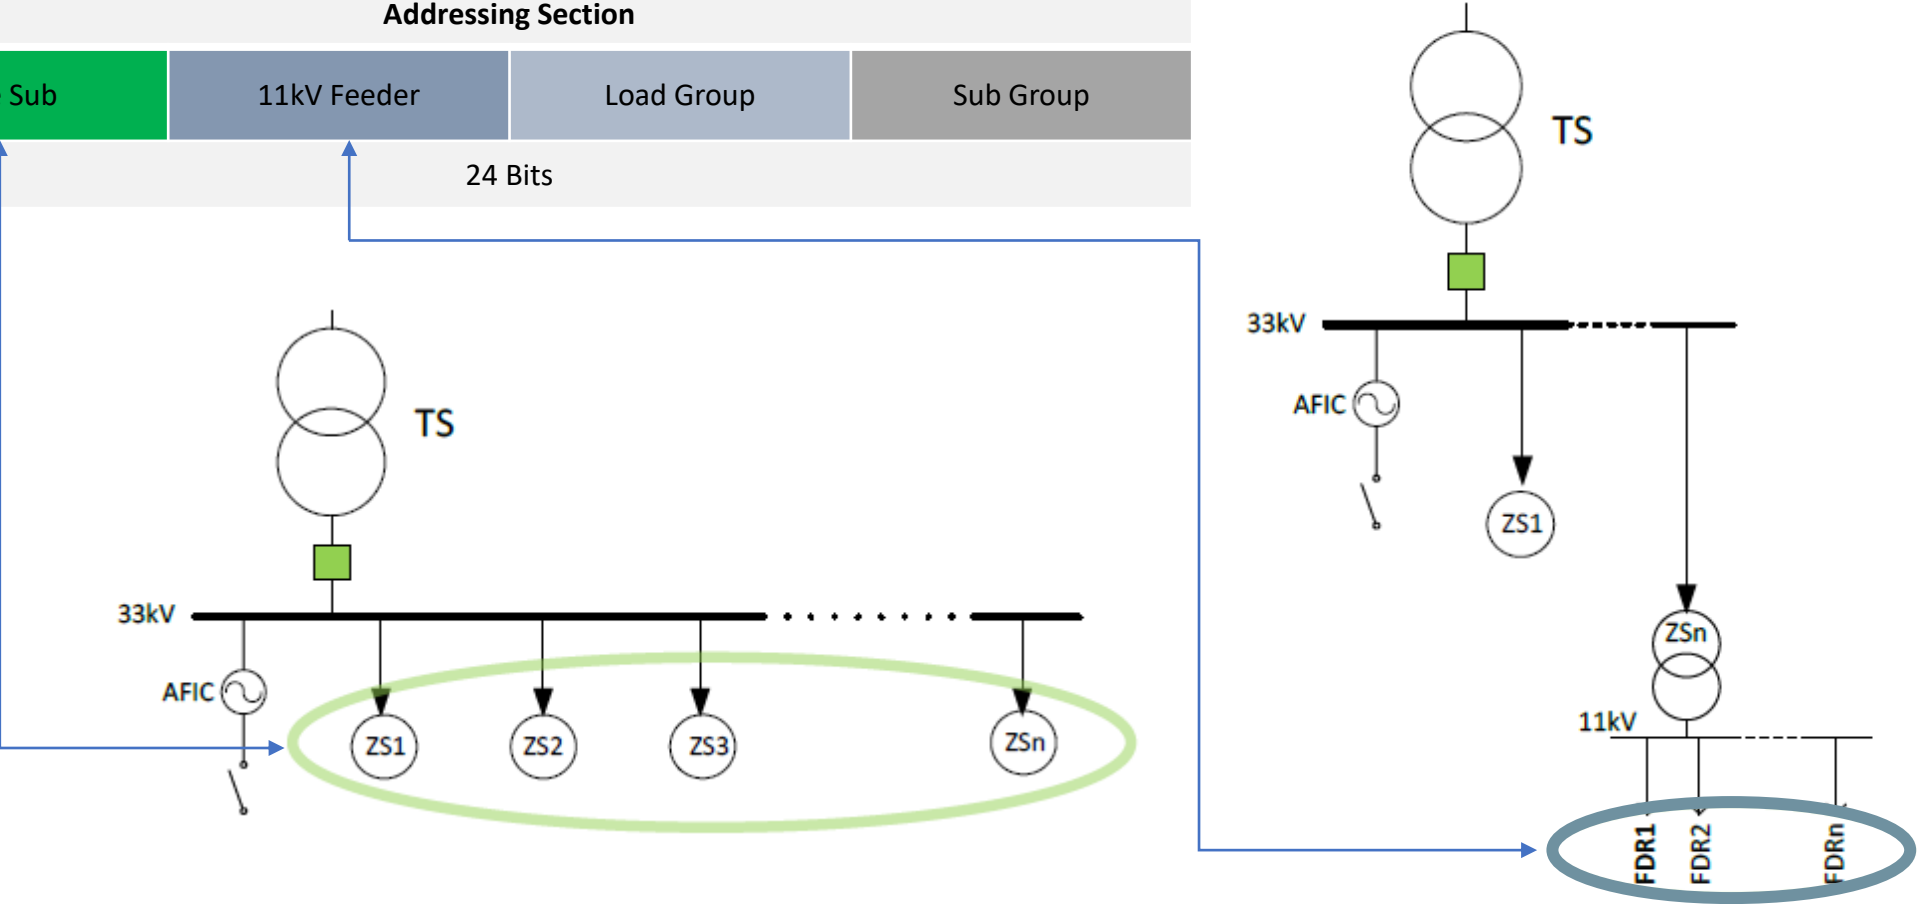 Addressing Section
Sub
11kV Feeder
Load Group
Sub Group
24 Bits
TS
33kV
AFIC
ZS1
ZSn
11kV
FDR1
FDR2
FDRn
TS
33kV
AFIC
ZS1
ZS2
ZS3
ZSn